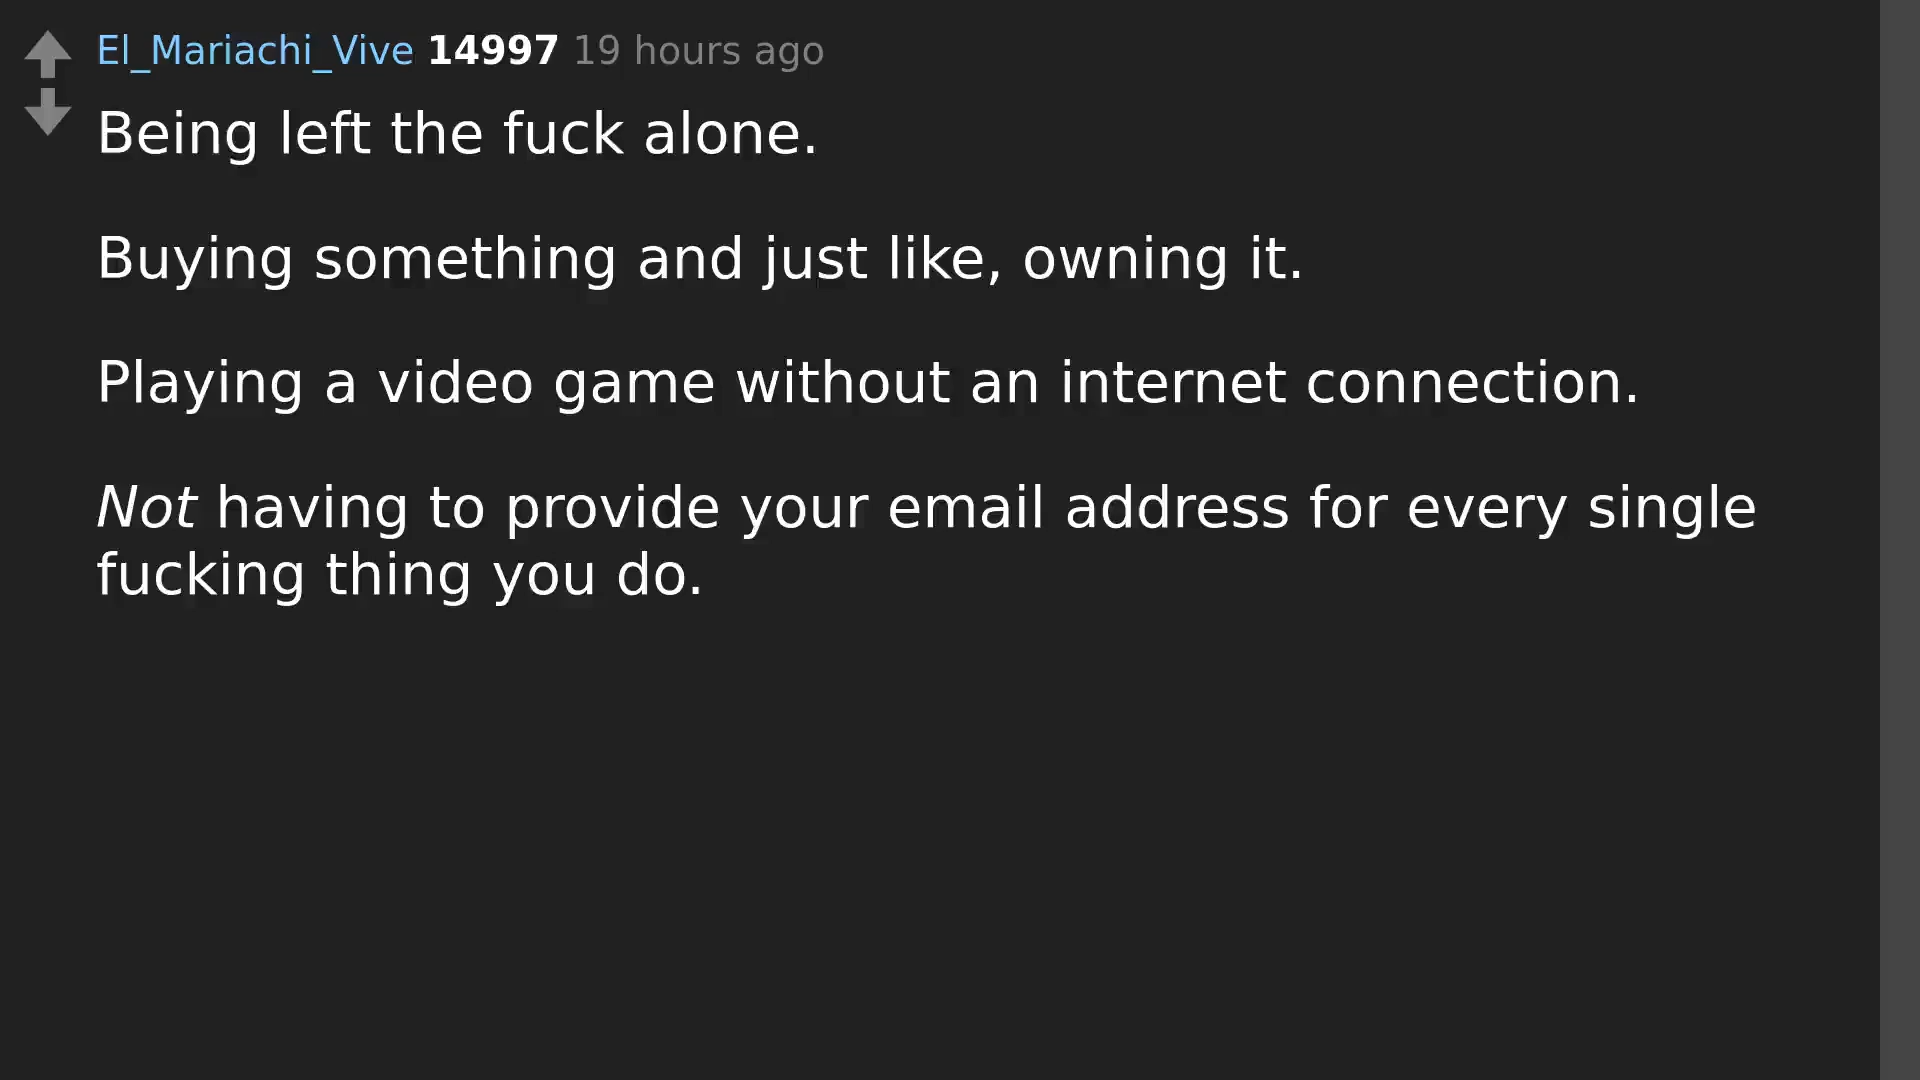 El_Mariachi_Vive 14997 19 hours ago
Being left the fuck alone.
Buying something and just like, owning it.
Playing a video game without an internet connection.
Not having to provide your email address for every single
fucking thing you do.